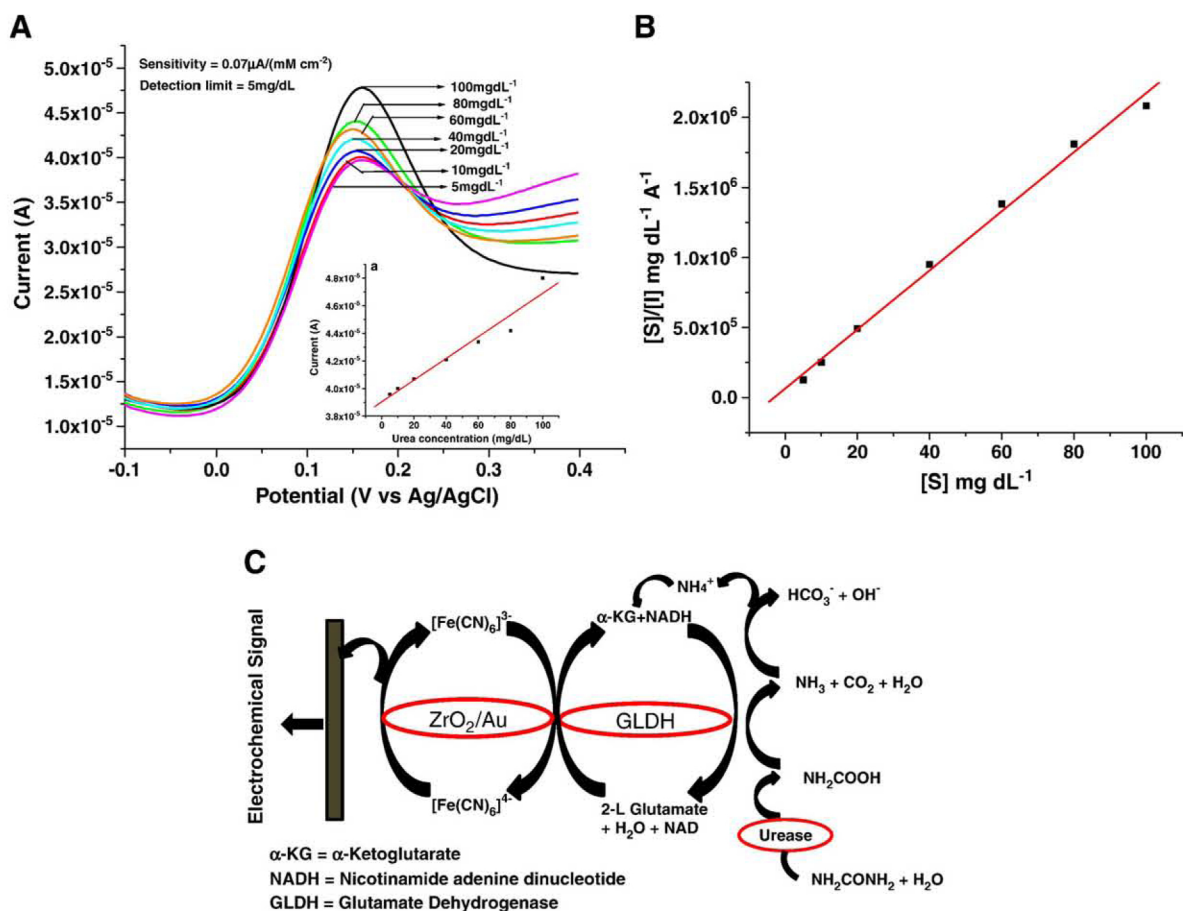 A
Sensitivity = 0.07µA/(mM cm⁻²)
Detection limit = 5mg/dL
100mgdL⁻¹
80mgdL⁻¹
60mgdL⁻¹
40mgdL⁻¹
20mgdL⁻¹
10mgdL⁻¹
5mgdL⁻¹
5.0x10⁻⁵
4.5x10⁻⁵
4.0x10⁻⁵
3.5x10⁻⁵
3.0x10⁻⁵
2.5x10⁻⁵
2.0x10⁻⁵
1.5x10⁻⁵
1.0x10⁻⁵
Current (A)
-0.1 0.0 0.1 0.2 0.3 0.4
Potential (V vs Ag/AgCl)
a
4.8x10⁻⁵
4.6x10⁻⁵
4.4x10⁻⁵
4.2x10⁻⁵
4.0x10⁻⁵
3.8x10⁻⁵
Current (A)
0 20 40 60 80 100
Urea concentration (mg/dL)
B
2.0x10⁶
1.5x10⁶
1.0x10⁶
5.0x10⁵
0.0
[S]/[I] mg dL⁻¹ A⁻¹
0 20 40 60 80 100
[S] mg dL⁻¹
C
Electrochemical Signal
[Fe(CN)₆]³⁻
ZrO₂/Au
[Fe(CN)₆]⁴⁻
NH4⁺
α-KG+NADH
GLDH
2-L Glutamate
+ H₂O + NAD
HCO₃⁻ + OH⁻
NH₃ + CO₂ + H₂O
NH₂COOH
Urease
NH₂CONH₂ + H₂O
α-KG = α-Ketoglutarate
NADH = Nicotinamide adenine dinucleotide
GLDH = Glutamate Dehydrogenase